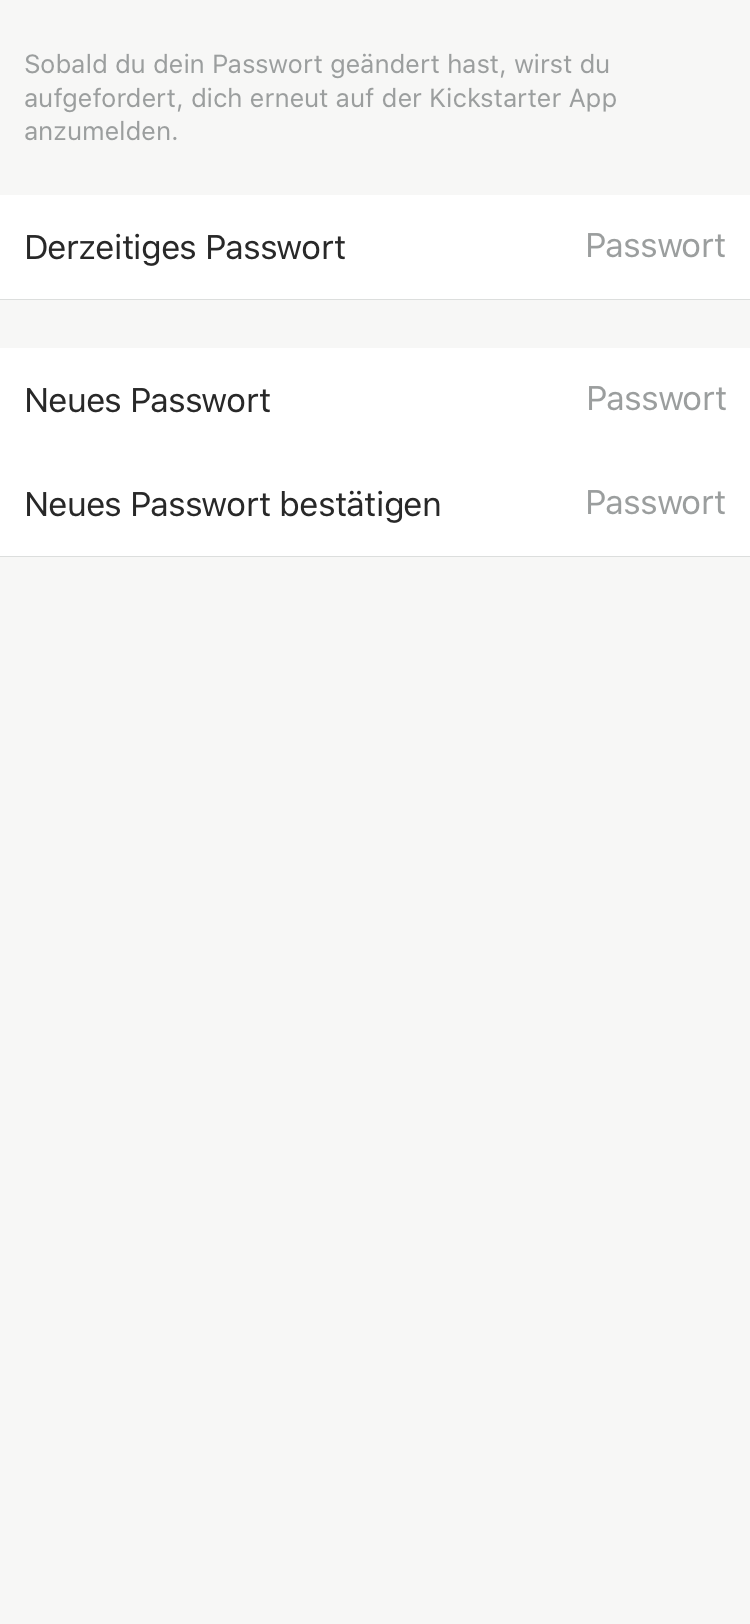 Sobald du dein Passwort geändert hast, wirst du
aufgefordert, dich erneut auf der Kickstarter App
anzumelden.
Derzeitiges Passwort Passwort
Neues Passwort Passwort
Neues Passwort bestätigen Passwort